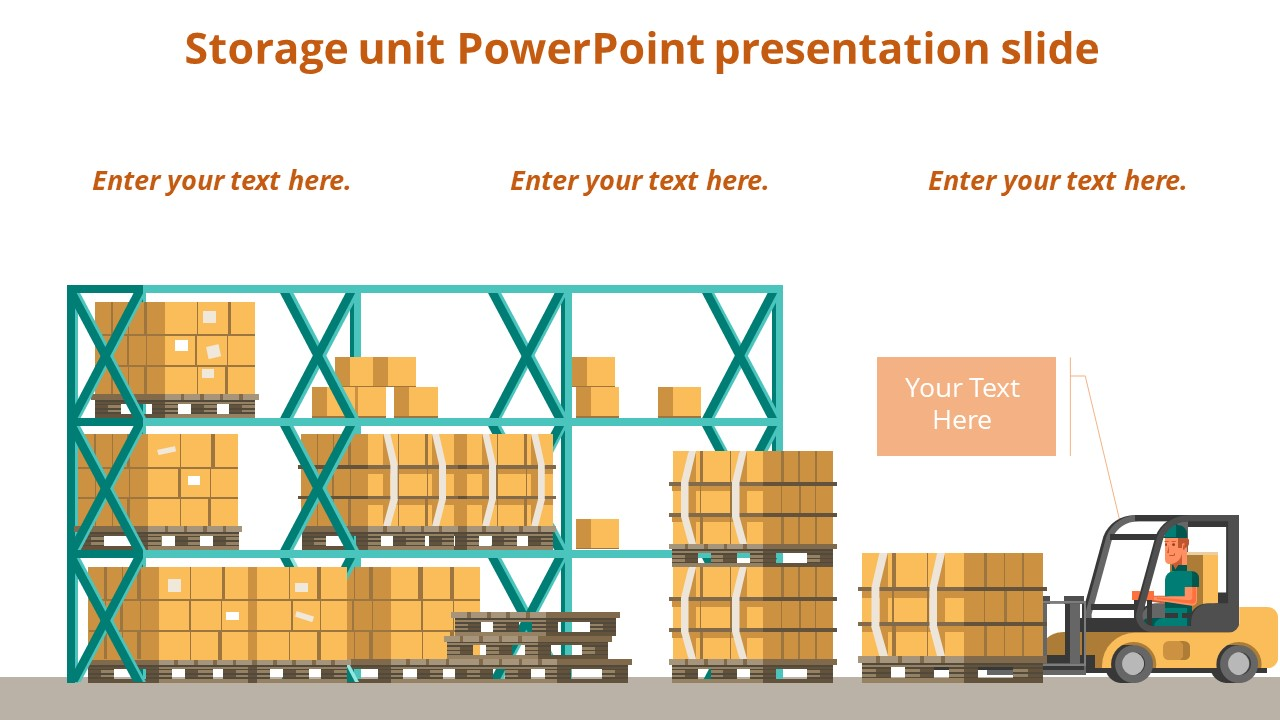 Storage unit PowerPoint presentation slide
Enter your text here.
Enter your text here.
Enter your text here.
Your Text
Here